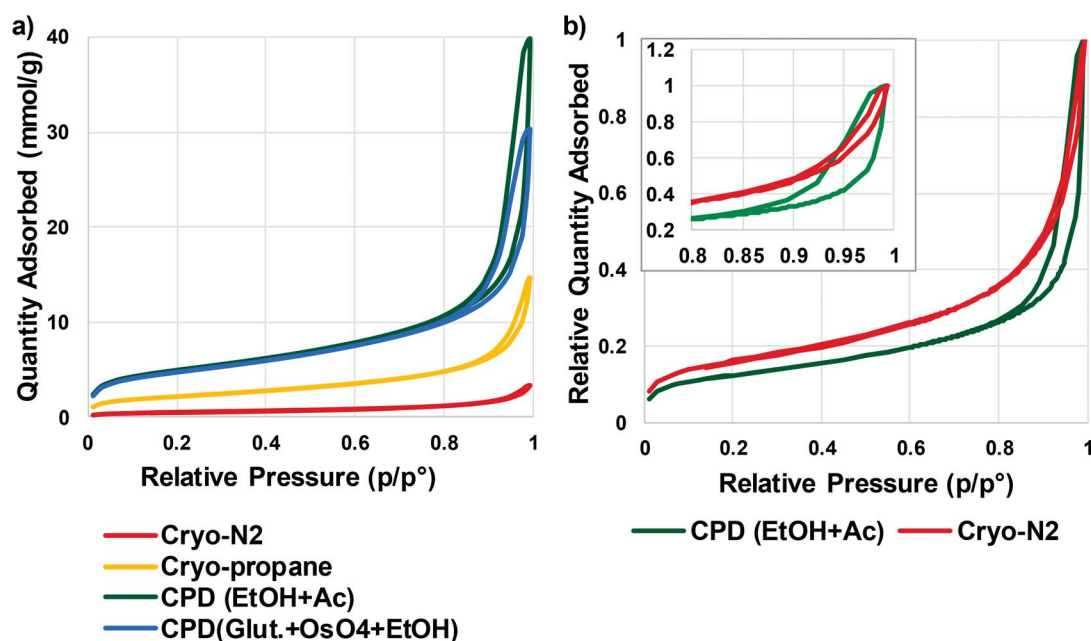 a)
Quantity Adsorbed (mmol/g)
40
30
20
10
0
0
0.2
0.4
0.6
0.8
1
Relative Pressure (p/p°)
Cryo-N2
Cryo-propane
CPD (EtOH+Ac)
CPD(Glut.+OsO4+EtOH)
b)
Relative Quantity Adsorbed
1
0.8
0.6
0.4
0.2
0
1.2
1
0.8
0.6
0.4
0.2
0.8
0.85
0.9
0.95
1
0
0.2
0.4
0.6
0.8
1
Relative Pressure (p/p°)
CPD (EtOH+Ac)
Cryo-N2